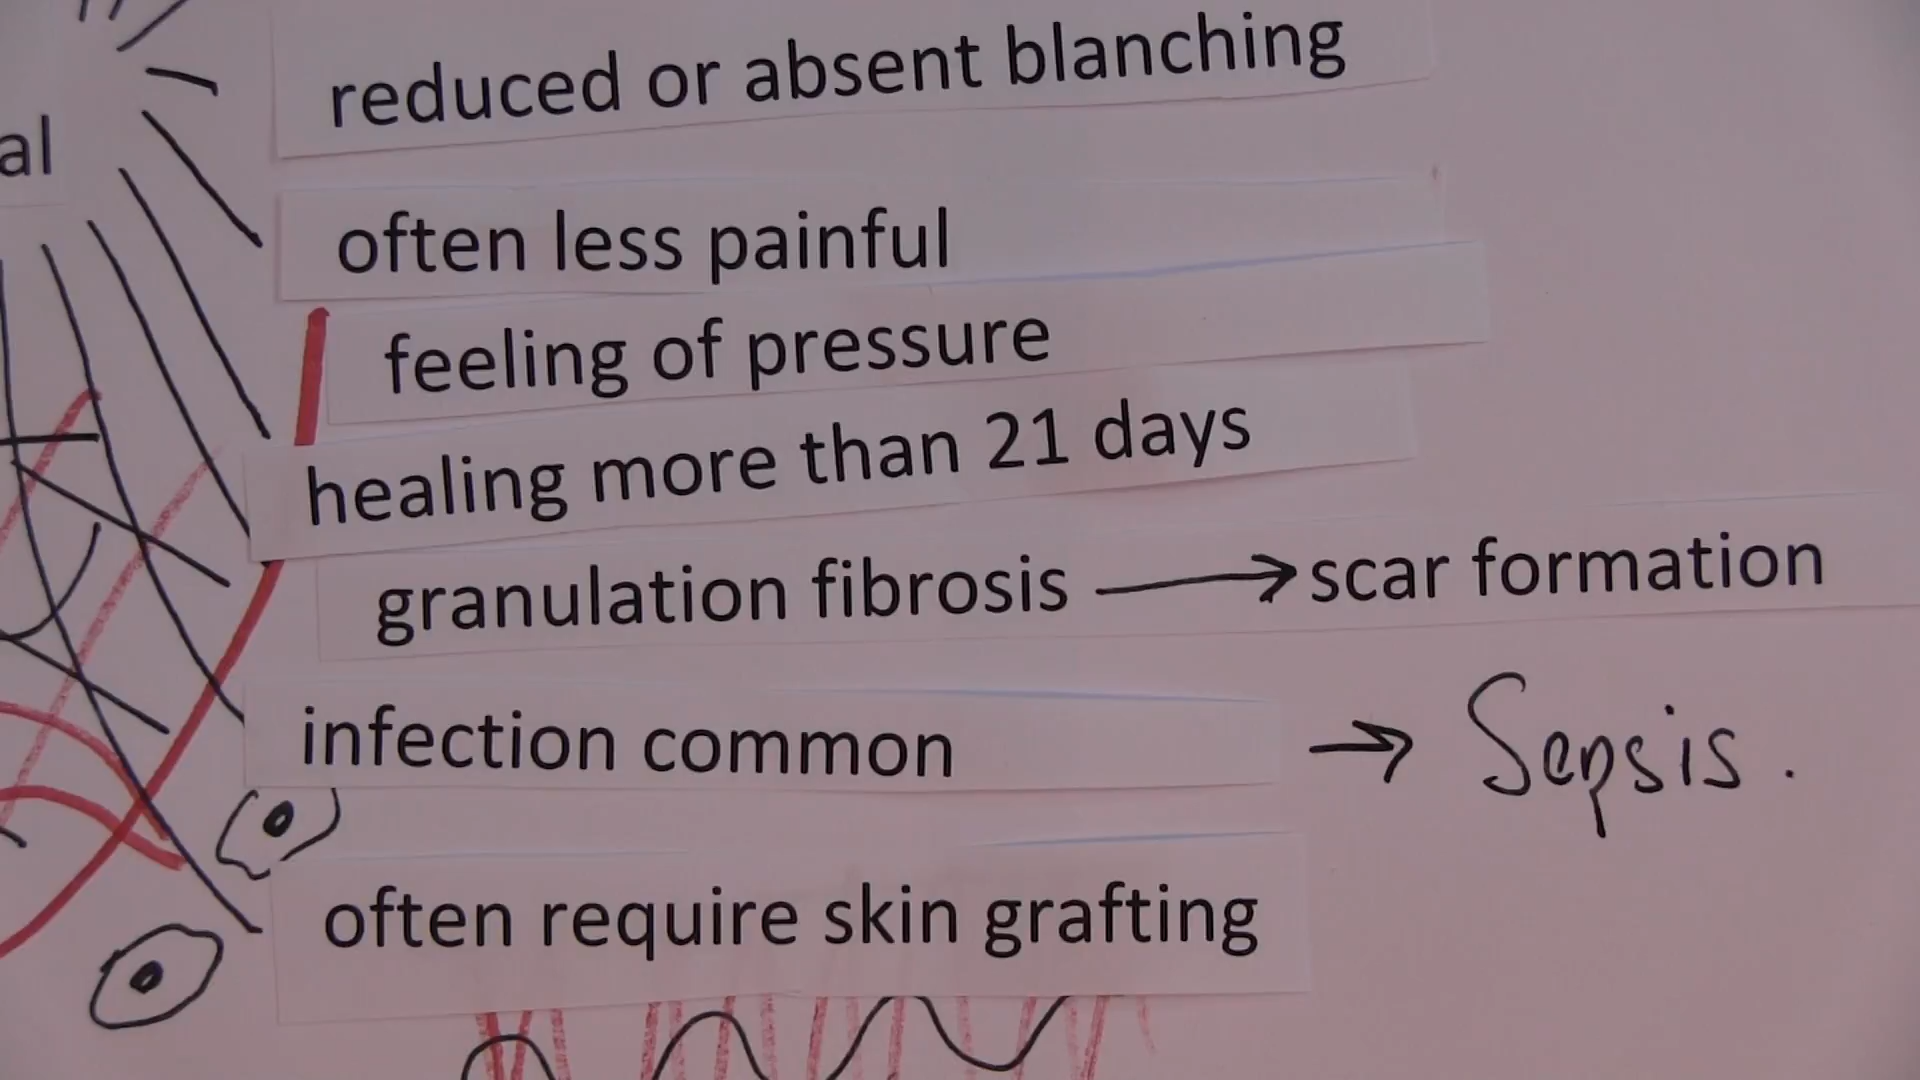 reduced or absent blanching
al
often less painful
feeling of pressure
healing more than 21 days
granulation fibrosis → scar formation
infection common → Sepsis.
often require skin grafting